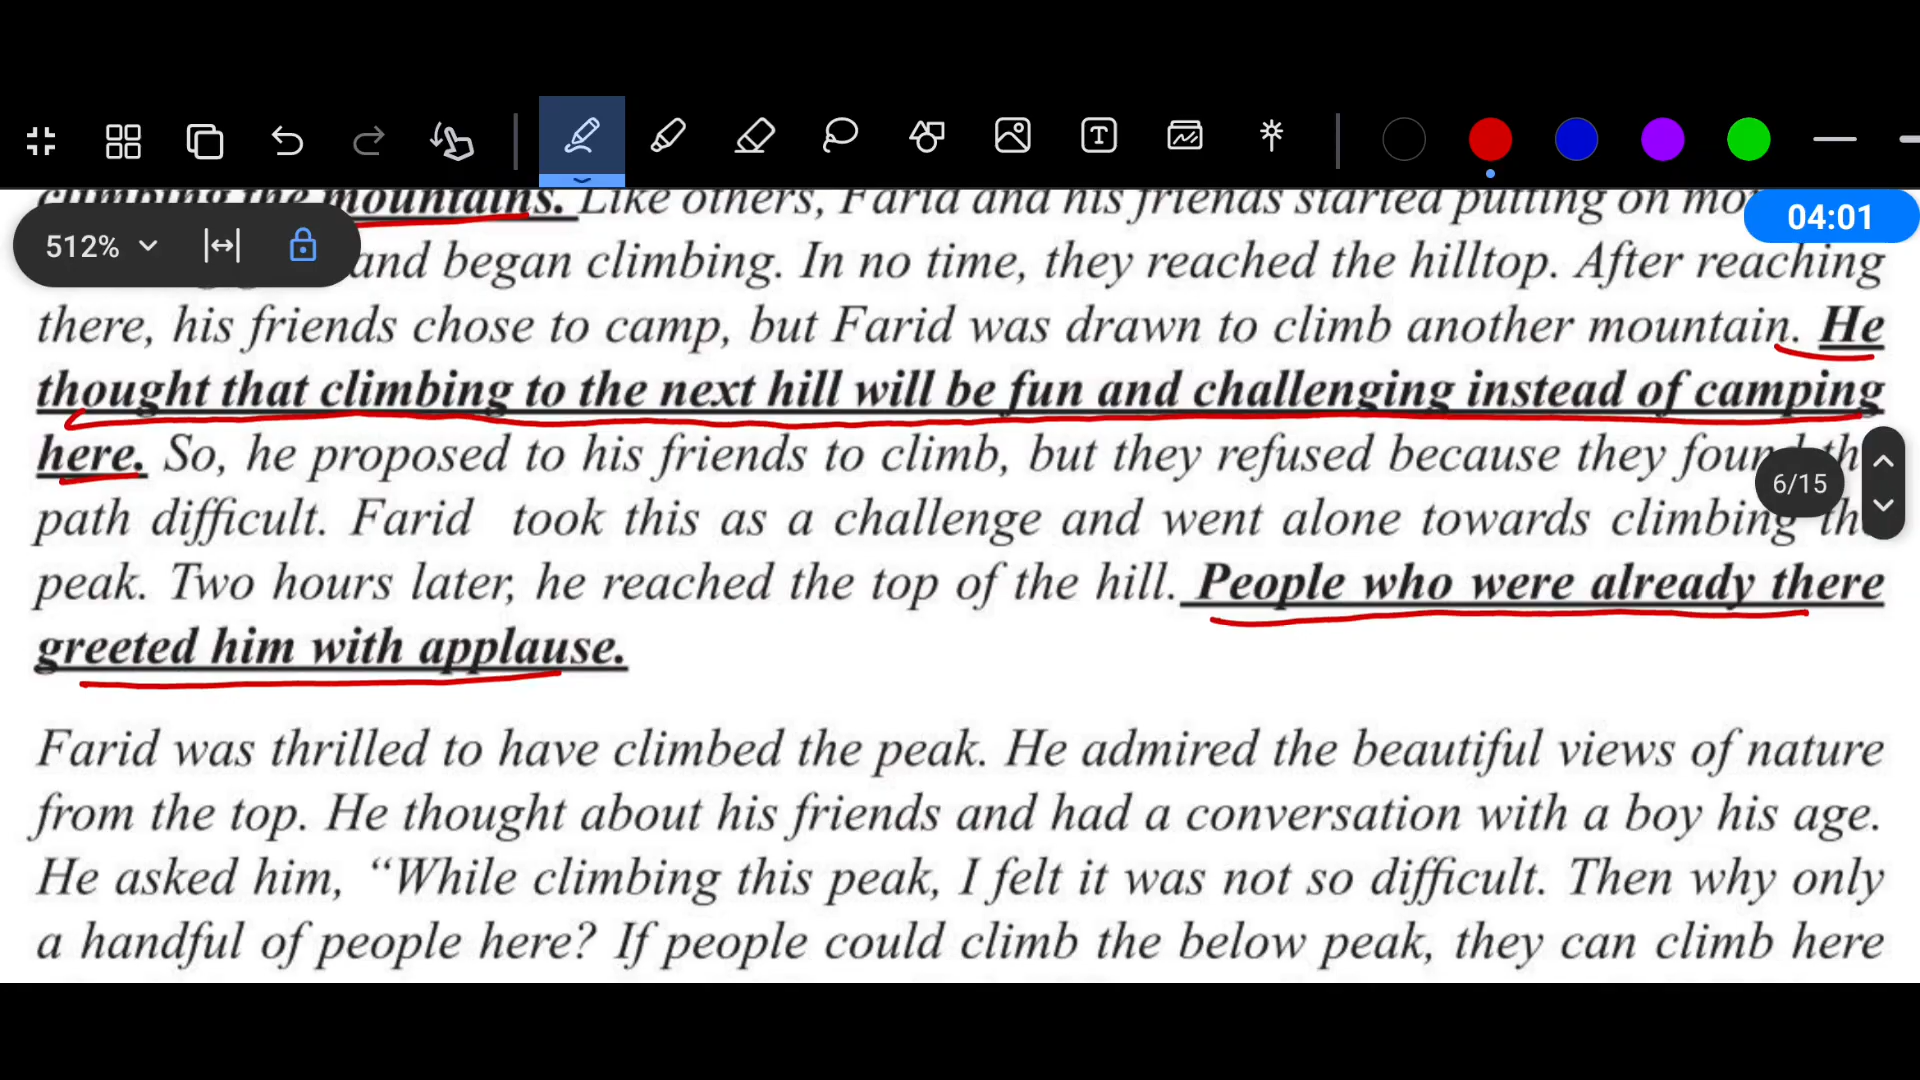 512%
04:01
climbing the mountains. Like others, Farid and his friends started putting on
and began climbing. In no time, they reached the hilltop. After reaching
there, his friends chose to camp, but Farid was drawn to climb another mountain. He
thought that climbing to the next hill will be fun and challenging instead of camping
here. So, he proposed to his friends to climb, but they refused because they
6/15
path difficult. Farid took this as a challenge and went alone towards climbing
peak. Two hours later, he reached the top of the hill. People who were already there
greeted him with applause.
Farid was thrilled to have climbed the peak. He admired the beautiful views of nature
from the top. He thought about his friends and had a conversation with a boy his age.
He asked him, “While climbing this peak, I felt it was not so difficult. Then why only
a handful of people here? If people could climb the below peak, they can climb here